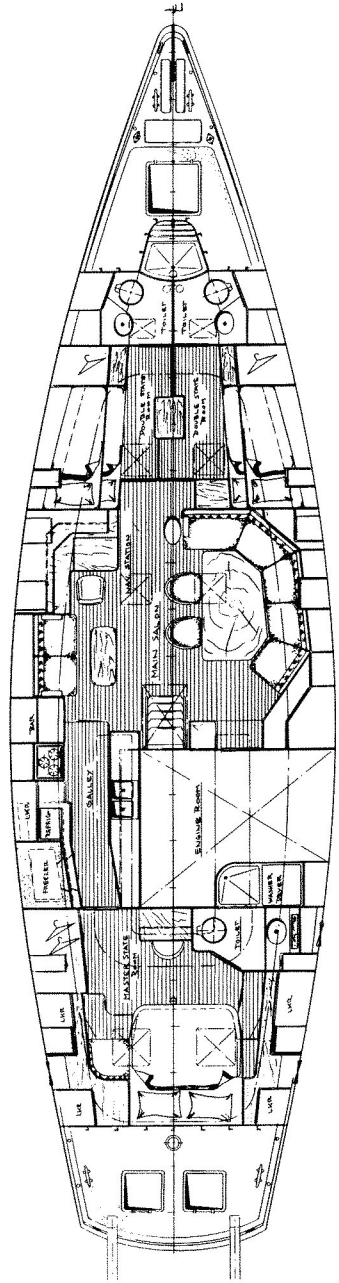 ℄
TOILET
TOILET
DOUBLE STATE
ROOM
DOUBLE STATE
ROOM
NAV STATION
MAIN SALON
BAR
GALLEY
LKR
REFRIG
FREEZER
ENGINE ROOM
WASHER
DRYER
MASTER STATE
ROOM
TOILET
LKR
LKR
LKR
LKR